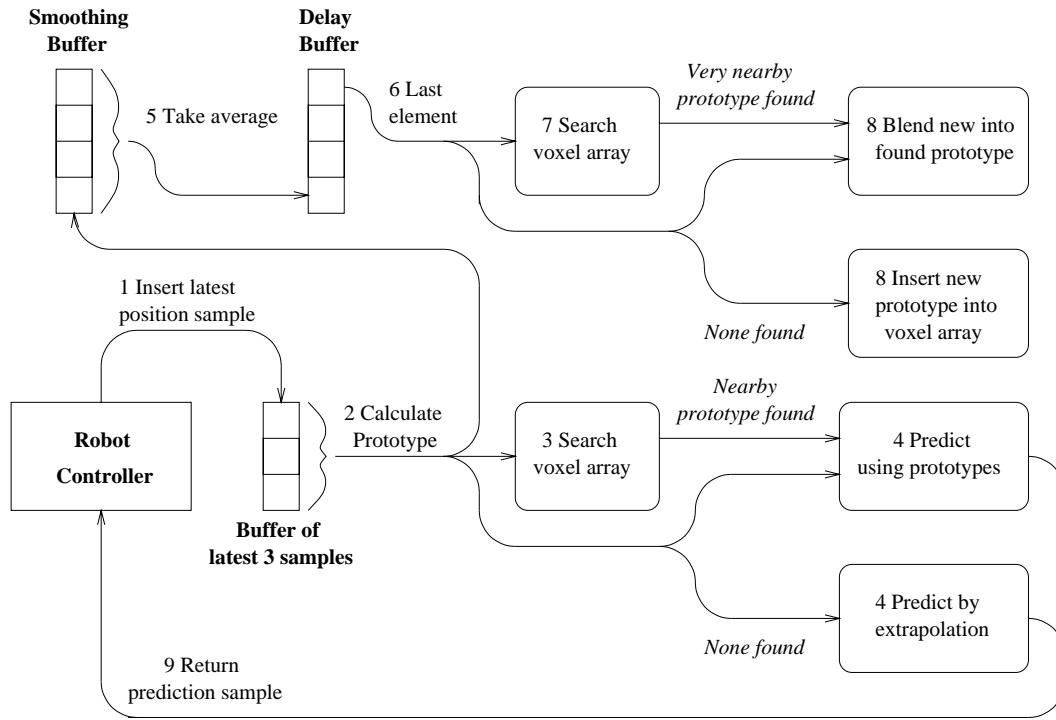 Smoothing
Buffer
Delay
Buffer
5 Take average
6 Last
element
7 Search
voxel array
Very nearby
prototype found
8 Blend new into
found prototype
8 Insert new
prototype into
voxel array
None found
1 Insert latest
position sample
Robot
Controller
2 Calculate
Prototype
Buffer of
latest 3 samples
3 Search
voxel array
Nearby
prototype found
4 Predict
using prototypes
4 Predict by
extrapolation
None found
9 Return
prediction sample